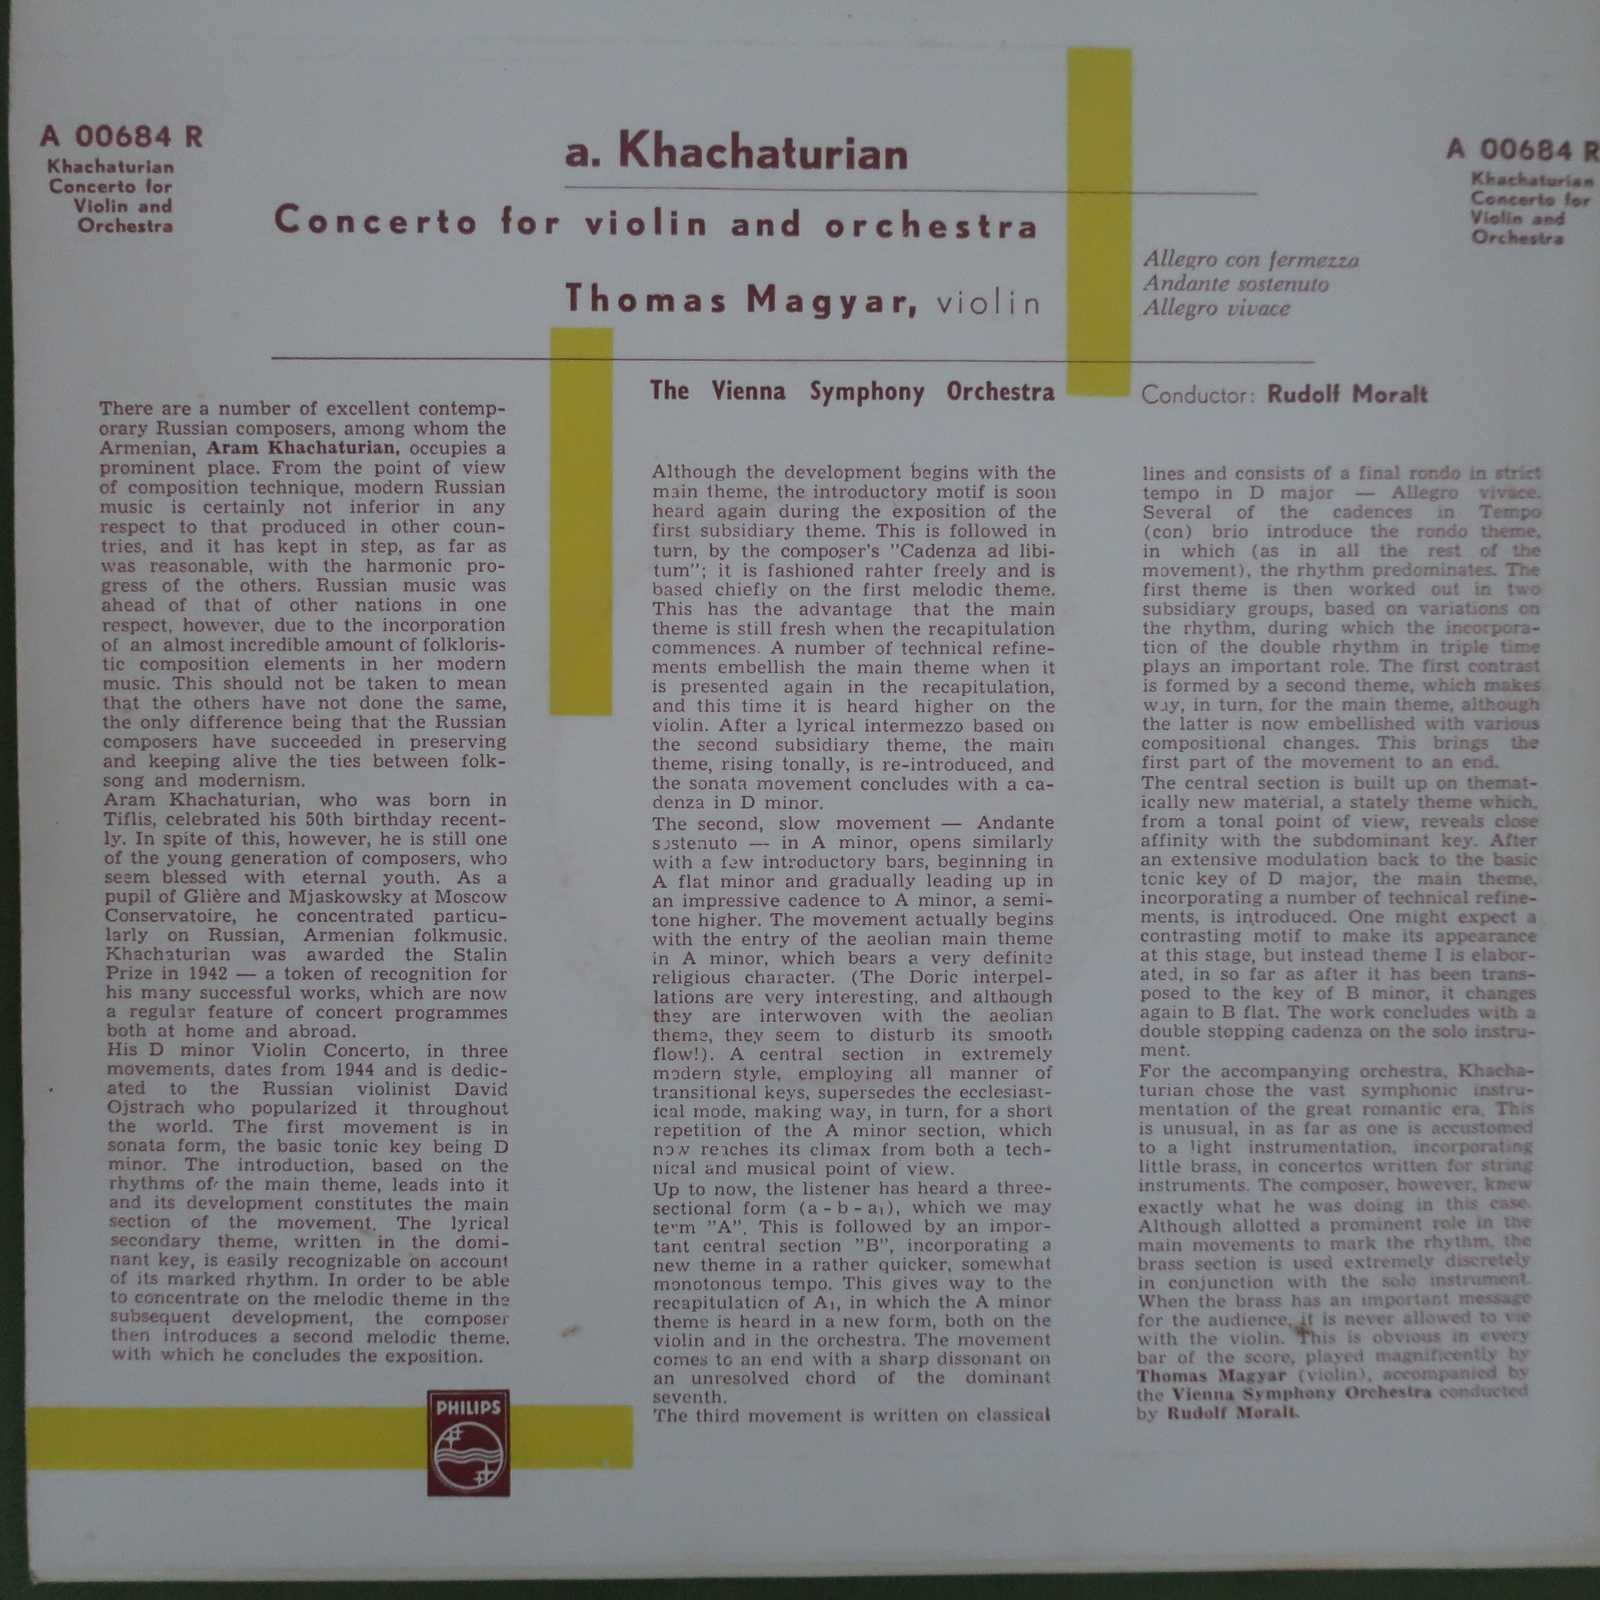 A 00684 R
Khachaturian
Concerto for
Violin and
Orchestra
a. Khachaturian
Concerto for violin and orchestra
Thomas Magyar, violin
Allegro con fermezza
Andante sostenuto
Allegro vivace
A 00684 R
Khachaturian
Concerto for
Violin and
Orchestra
The Vienna Symphony Orchestra
Conductor: Rudolf Moralt
There are a number of excellent contemp-
orary Russian composers, among whom the
Armenian, Aram Khachaturian, occupies a
prominent place. From the point of view
of composition technique, modern Russian
music is certainly not inferior in any
respect to that produced in other coun-
tries, and it has kept in step, as far as
was reasonable, with the harmonic pro-
gress of the others. Russian music was
ahead of that of other nations in one
respect, however, due to the incorporation
of an almost incredible amount of folkloris-
tic composition elements in her modern
music. This should not be taken to mean
that the others have not done the same,
the only difference being that the Russian
composers have succeeded in preserving
and keeping alive the ties between folk-
song and modernism.
Aram Khachaturian, who was born in
Tiflis, celebrated his 50th birthday recent-
ly. In spite of this, however, he is still one
of the young generation of composers, who
seem blessed with eternal youth. As a
pupil of Glière and Mjaskowsky at Moscow
Conservatoire, he concentrated particu-
larly on Russian, Armenian folkmusic.
Khachaturian was awarded the Stalin
Prize in 1942 — a token of recognition for
his many successful works, which are now
a regular feature of concert programmes
both at home and abroad.
His D minor Violin Concerto, in three
movements, dates from 1944 and is dedic-
ated to the Russian violinist David
Ojstrach who popularized it throughout
the world. The first movement is in
sonata form, the basic tonic key being D
minor. The introduction, based on the
rhythms of the main theme, leads into it
and its development constitutes the main
section of the movement. The lyrical
secondary theme, written in the domi-
nant key, is easily recognizable on account
of its marked rhythm. In order to be able
to concentrate on the melodic theme in the
subsequent development, the composer
then introduces a second melodic theme,
with which he concludes the exposition.
Although the development begins with the
main theme, the introductory motif is soon
heard again during the exposition of the
first subsidiary theme. This is followed in
turn, by the composer's "Cadenza ad libi-
tum"; it is fashioned rahter freely and is
based chiefly on the first melodic theme.
This has the advantage that the main
theme is still fresh when the recapitulation
commences. A number of technical refine-
ments embellish the main theme when it
is presented again in the recapitulation,
and this time it is heard higher on the
violin. After a lyrical intermezzo based on
the second subsidiary theme, the main
theme, rising tonally, is re-introduced, and
the sonata movement concludes with a ca-
denza in D minor.
The second, slow movement — Andante
sostenuto — in A minor, opens similarly
with a few introductory bars, beginning in
A flat minor and gradually leading up in
an impressive cadence to A minor, a semi-
tone higher. The movement actually begins
with the entry of the aeolian main theme
in A minor, which bears a very definite
religious character. (The Doric interpel-
lations are very interesting, and although
they are interwoven with the aeolian
theme, they seem to disturb its smooth
flow!). A central section in extremely
modern style, employing all manner of
transitional keys, supersedes the ecclesiast-
ical mode, making way, in turn, for a short
repetition of the A minor section, which
now reaches its climax from both a tech-
nical and musical point of view.
Up to now, the listener has heard a three-
sectional form (a - b - a₁), which we may
term "A". This is followed by an impor-
tant central section "B", incorporating a
new theme in a rather quicker, somewhat
monotonous tempo. This gives way to the
recapitulation of A₁, in which the A minor
theme is heard in a new form, both on the
violin and in the orchestra. The movement
comes to an end with a sharp dissonant on
an unresolved chord of the dominant
seventh.
The third movement is written on classical
lines and consists of a final rondo in strict
tempo in D major — Allegro vivace.
Several of the cadences in Tempo
(con) brio introduce the rondo theme,
in which (as in all the rest of the
movement), the rhythm predominates. The
first theme is then worked out in two
subsidiary groups, based on variations on
the rhythm, during which the incorpora-
tion of the double rhythm in triple time
plays an important role. The first contrast
is formed by a second theme, which makes
way, in turn, for the main theme, although
the latter is now embellished with various
compositional changes. This brings the
first part of the movement to an end.
The central section is built up on themat-
ically new material, a stately theme which,
from a tonal point of view, reveals close
affinity with the subdominant key. After
an extensive modulation back to the basic
tonic key of D major, the main theme,
incorporating a number of technical refine-
ments, is introduced. One might expect a
contrasting motif to make its appearance
at this stage, but instead theme I is elabor-
ated, in so far as after it has been trans-
posed to the key of B minor, it changes
again to B flat. The work concludes with a
double stopping cadenza on the solo instru-
ment.
For the accompanying orchestra, Khacha-
turian chose the vast symphonic instru-
mentation of the great romantic era. This
is unusual, in as far as one is accustomed
to a light instrumentation, incorporating
little brass, in concertos written for string
instruments. The composer, however, knew
exactly what he was doing in this case.
Although allotted a prominent role in the
main movements to mark the rhythm, the
brass section is used extremely discretely
in conjunction with the solo instrument.
When the brass has an important message
for the audience, it is never allowed to vie
with the violin. This is obvious in every
bar of the score, played magnificently by
Thomas Magyar (violin), accompanied by
the Vienna Symphony Orchestra conducted
by Rudolf Moralt.
PHILIPS